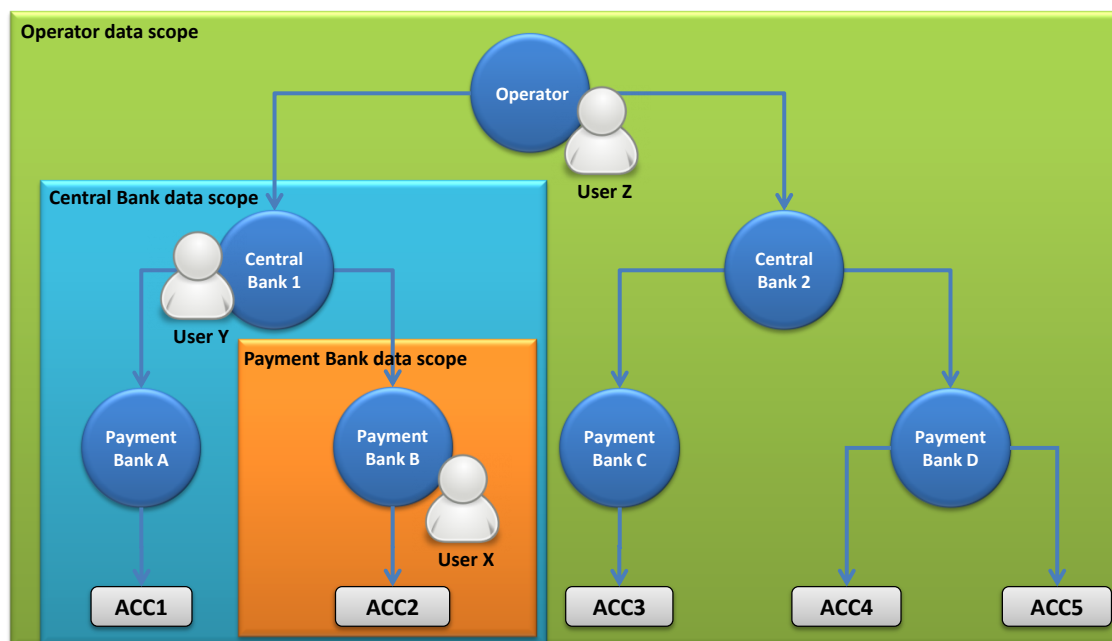 Operator data scope
Operator
User Z
Central Bank data scope
Central
Bank 1
User Y
Central
Bank 2
Payment Bank data scope
Payment
Bank A
Payment
Bank B
User X
Payment
Bank C
Payment
Bank D
ACC1
ACC2
ACC3
ACC4
ACC5